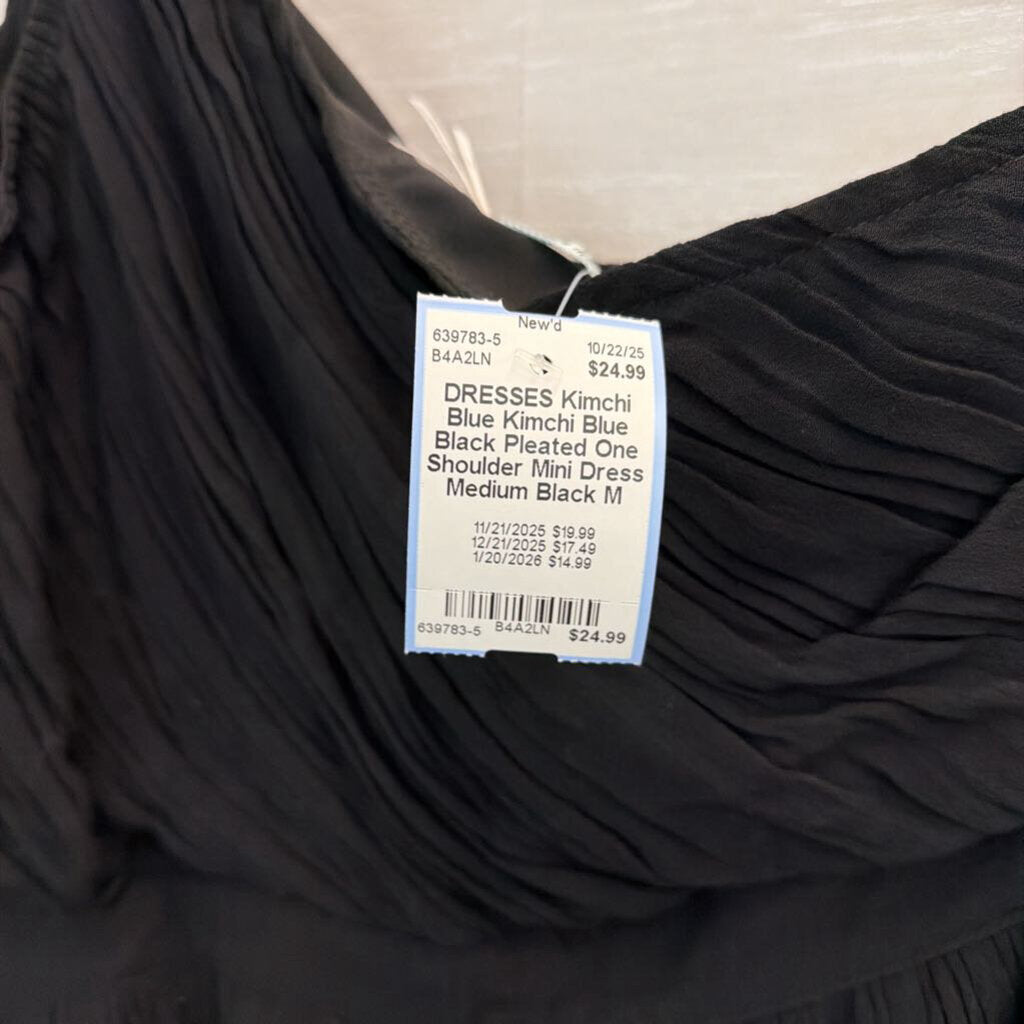 New'd
639783-5 10/22/25
B4A2LN $24.99
DRESSES Kimchi
Blue Kimchi Blue
Black Pleated One
Shoulder Mini Dress
Medium Black M
11/21/2025 $19.99
12/21/2025 $17.49
1/20/2026 $14.99
639783-5 B4A2LN $24.99